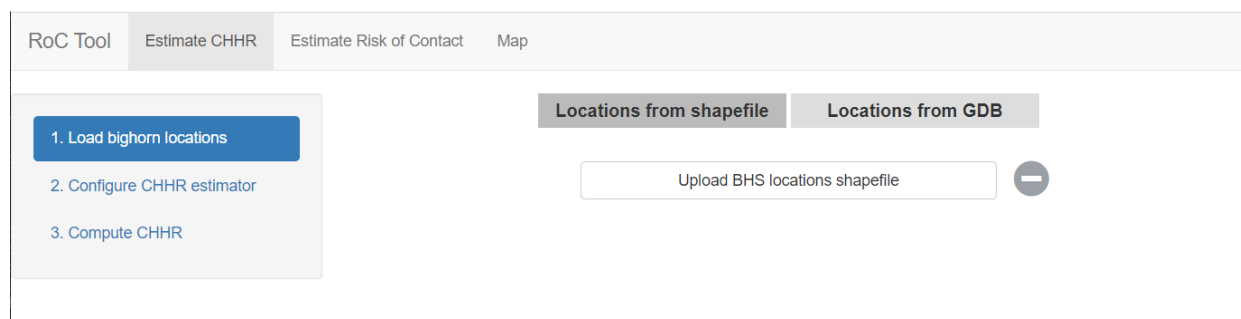 RoC Tool Estimate CHHR Estimate Risk of Contact Map
Locations from shapefile Locations from GDB
1. Load bighorn locations
Upload BHS locations shapefile
2. Configure CHHR estimator
3. Compute CHHR